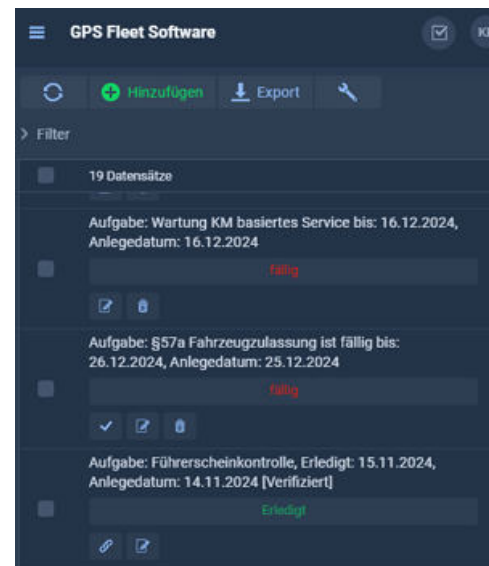 GPS Fleet Software
Hinzufügen
Export
Filter
19 Datensätze
Aufgabe: Wartung KM basiertes Service bis: 16.12.2024,
Anlegedatum: 16.12.2024
fällig
Aufgabe: §57a Fahrzeugzulassung ist fällig bis:
26.12.2024, Anlegedatum: 25.12.2024
fällig
Aufgabe: Führerscheinkontrolle, Erledigt: 15.11.2024,
Anlegedatum: 14.11.2024 [Verifiziert]
Erledigt